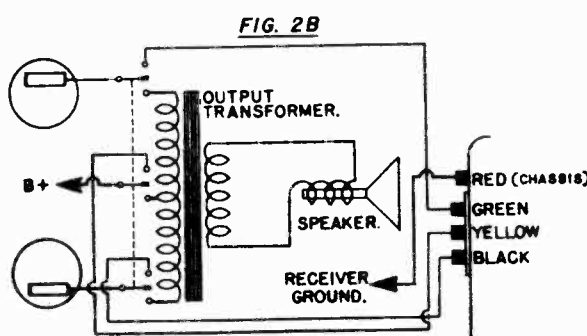 FIG. 2B
OUTPUT
TRANSFORMER.
B+
SPEAKER.
RECEIVER
GROUND.
RED (CHASSIS)
GREEN
YELLOW
BLACK